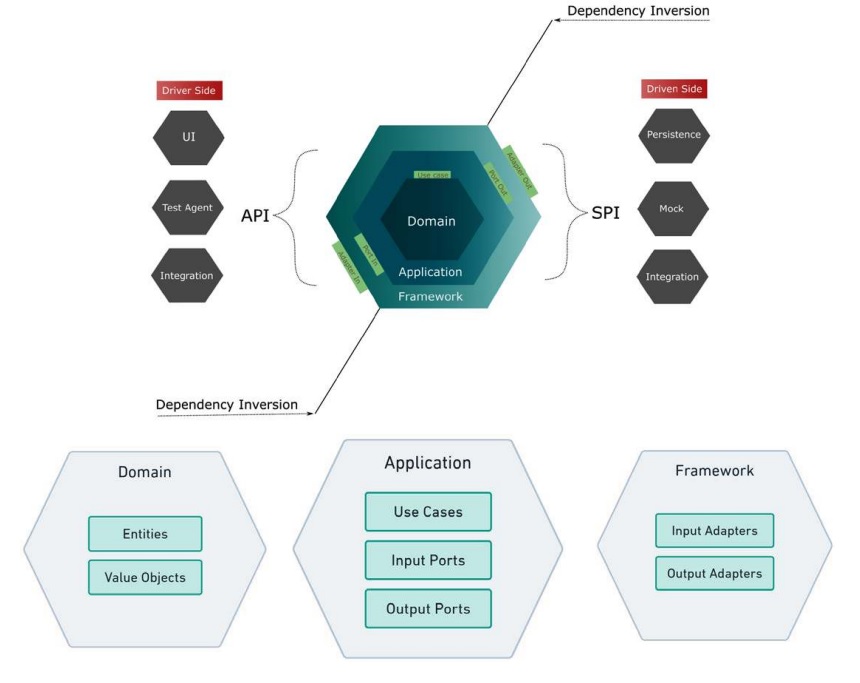 Dependency Inversion
Driver Side
Driven Side
UI
Persistence
Adapter Out
Port Out
Use case
Test Agent
API
Domain
SPI
Mock
Port In
Adapter In
Integration
Application
Integration
Framework
Dependency Inversion
Domain
Entities
Value Objects
Application
Use Cases
Input Ports
Output Ports
Framework
Input Adapters
Output Adapters